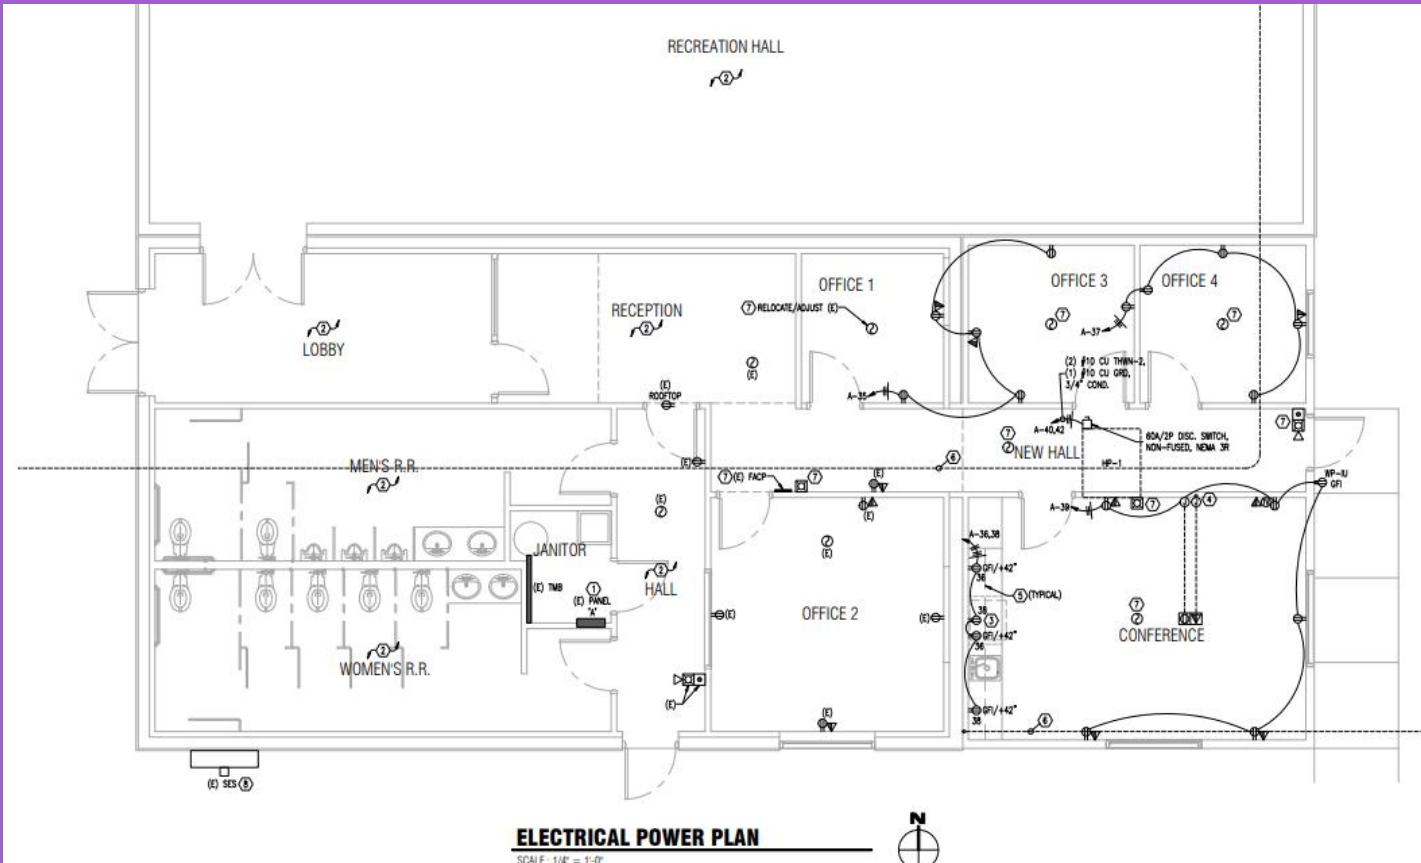 RECREATION HALL
2
OFFICE 1
OFFICE 3
OFFICE 4
RECEPTION
7 RELOCATE/ADJUST (E)
2
2
LOBBY
2
2
7
2
7
2
A-37
2
(E)
(2) #10 CU THWN-2,
(1) #10 CU GRD,
3/4" COND.
(E)
ROOFTOP
A-35
A-40,42
7
7
60A/2P DISC. SWITCH,
NON-FUSED, NEMA 3R
2
NEW HALL
HP-1
(E)
6
MEN'S R.R.
2
7 (E) FACP
7
(E)
WP-IU
GFI
(E)
2
(E)
A-39
7
4
A-36,38
2
(E)
JANITOR
(E) TMB
1
(E) PANEL
"A"
2
HALL
GFI/+42"
36
5 (TYPICAL)
(E)
OFFICE 2
(E)
38
3
7
2
CONFERENCE
GFI/+42"
36
2
WOMEN'S R.R.
(E)
(E)
GFI/+42"
38
6
(E) SES 8
N
ELECTRICAL POWER PLAN
SCALE: 1/4" = 1'-0"